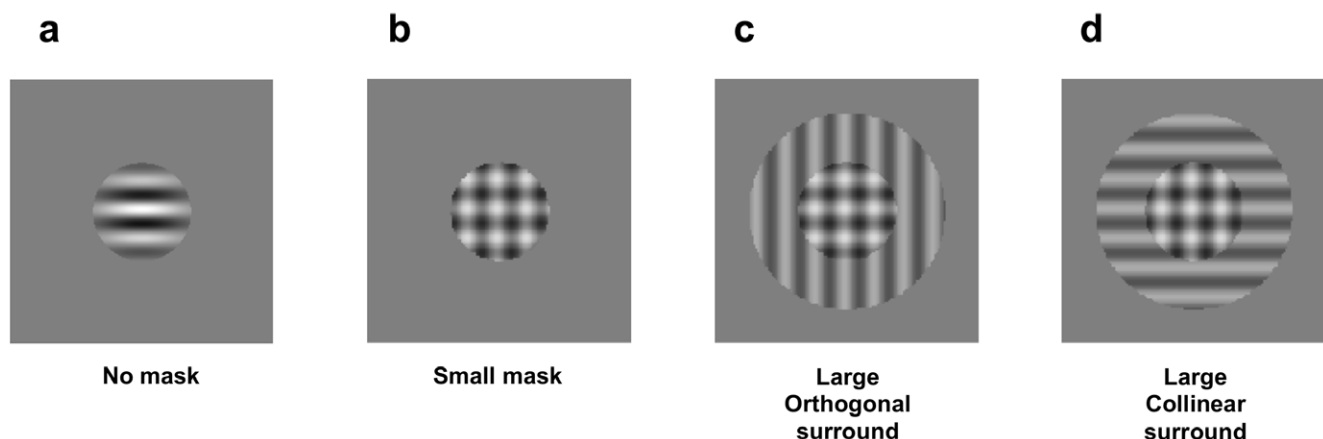 a
b
c
d
No mask
Small mask
Large
Orthogonal
surround
Large
Collinear
surround